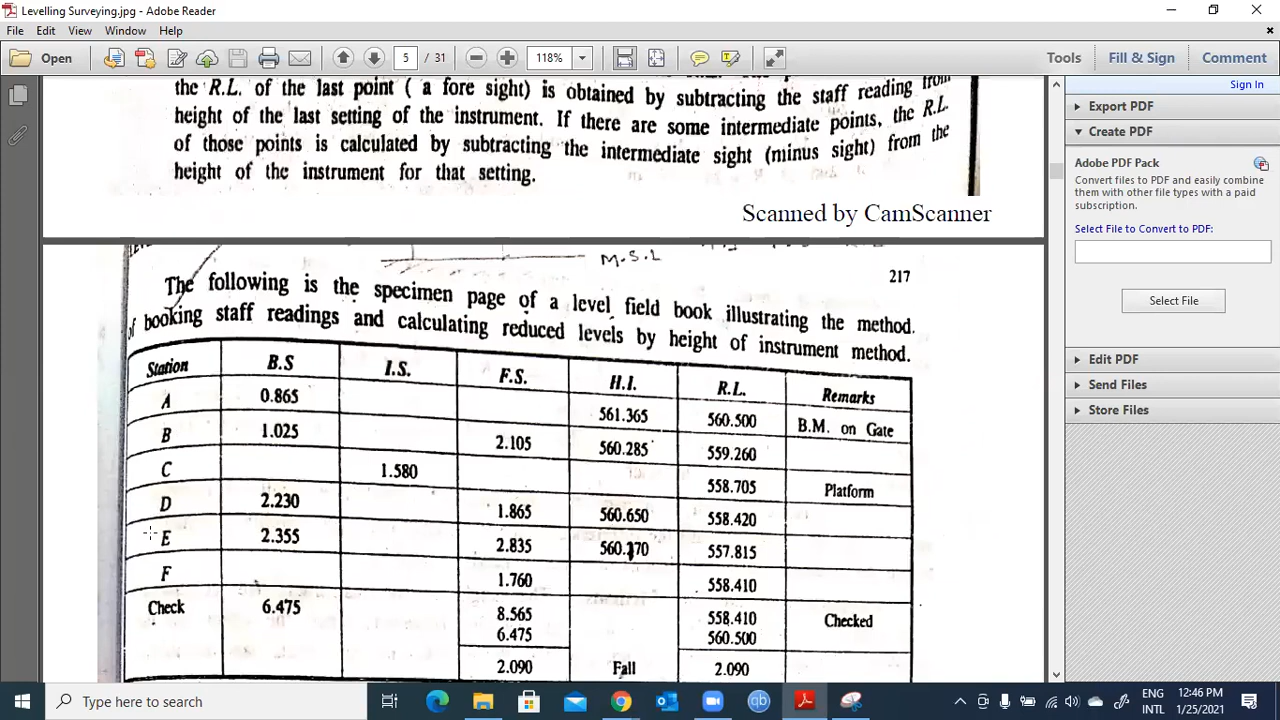 Levelling Surveying.jpg - Adobe Reader
File Edit View Window Help
Open 5 / 31 118% Tools Fill & Sign Comment
the R.L. of the last point ( a fore sight) is obtained by subtracting the staff reading from
height of the last setting of the instrument. If there are some intermediate points, the R.L.
of those points is calculated by subtracting the intermediate sight (minus sight) from the
height of the instrument for that setting.
Scanned by CamScanner
M.S.L
217
The following is the specimen page of a level field book illustrating the method.
of booking staff readings and calculating reduced levels by height of instrument method.
Station B.S I.S. F.S. H.I. R.L. Remarks
A 0.865 561.365 560.500 B.M. on Gate
B 1.025 2.105 560.285 559.260
C 1.580 558.705 Platform
D 2.230 1.865 560.650 558.420
E 2.355 2.835 560.170 557.815
F 1.760 558.410
Check 6.475 8.565 558.410 Checked
6.475 560.500
2.090 Fall 2.090
Sign In
Export PDF
Create PDF
Adobe PDF Pack
Convert files to PDF and easily combine
them with other file types with a paid
subscription.
Select File to Convert to PDF:
Select File
Edit PDF
Send Files
Store Files
Type here to search
ENG
INTL
12:46 PM
1/25/2021